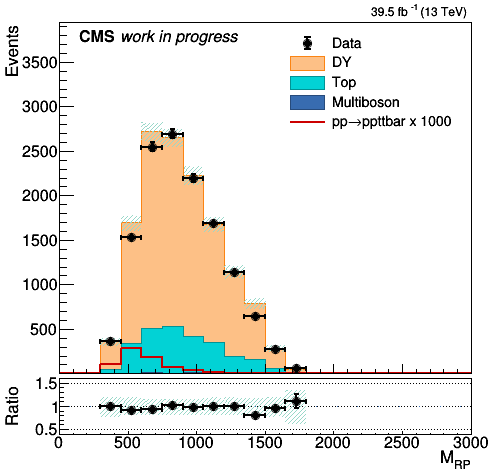 39.5 fb⁻¹ (13 TeV)
CMS work in progress
Events
3500
3000
2500
2000
1500
1000
500
Data
DY
Top
Multiboson
pp→ppttbar x 1000
Ratio
1.5
1
0.5
0 500 1000 1500 2000 2500 3000
M_RP